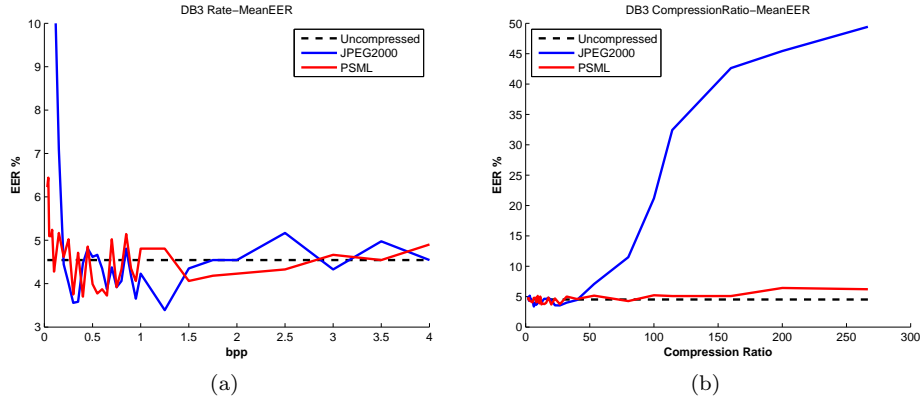 DB3 Rate−MeanEER
10
9
8
7
6
5
4
3
EER %
0 0.5 1 1.5 2 2.5 3 3.5 4
bpp
Uncompressed
JPEG2000
PSML
(a)
DB3 CompressionRatio−MeanEER
50
45
40
35
30
25
20
15
10
5
0
EER %
0 50 100 150 200 250 300
Compression Ratio
Uncompressed
JPEG2000
PSML
(b)